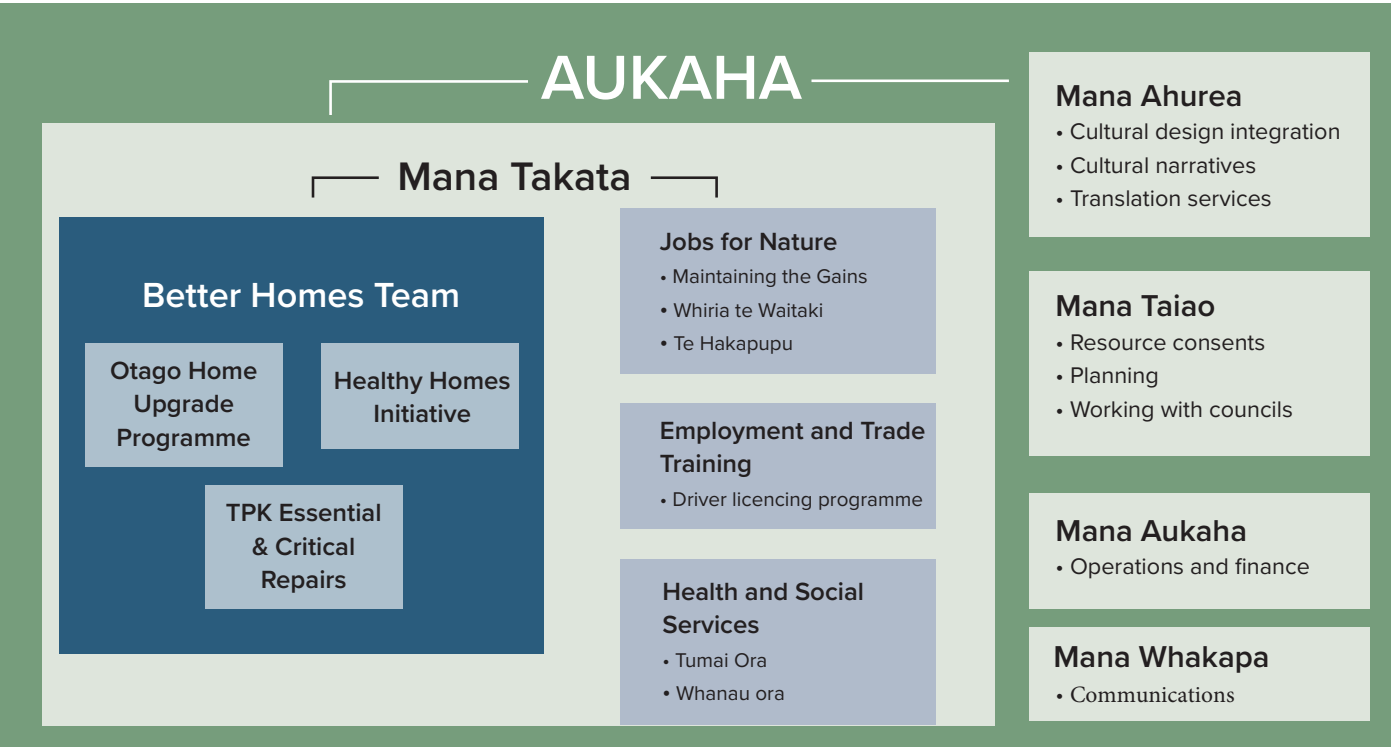 AUKAHA
Mana Takata
Better Homes Team
Otago Home
Upgrade
Programme
Healthy Homes
Initiative
TPK Essential
& Critical
Repairs
Jobs for Nature
• Maintaining the Gains
• Whiria te Waitaki
• Te Hakapupu
Employment and Trade
Training
• Driver licencing programme
Health and Social
Services
• Tumai Ora
• Whanau ora
Mana Ahurea
• Cultural design integration
• Cultural narratives
• Translation services
Mana Taiao
• Resource consents
• Planning
• Working with councils
Mana Aukaha
• Operations and finance
Mana Whakapa
• Communications